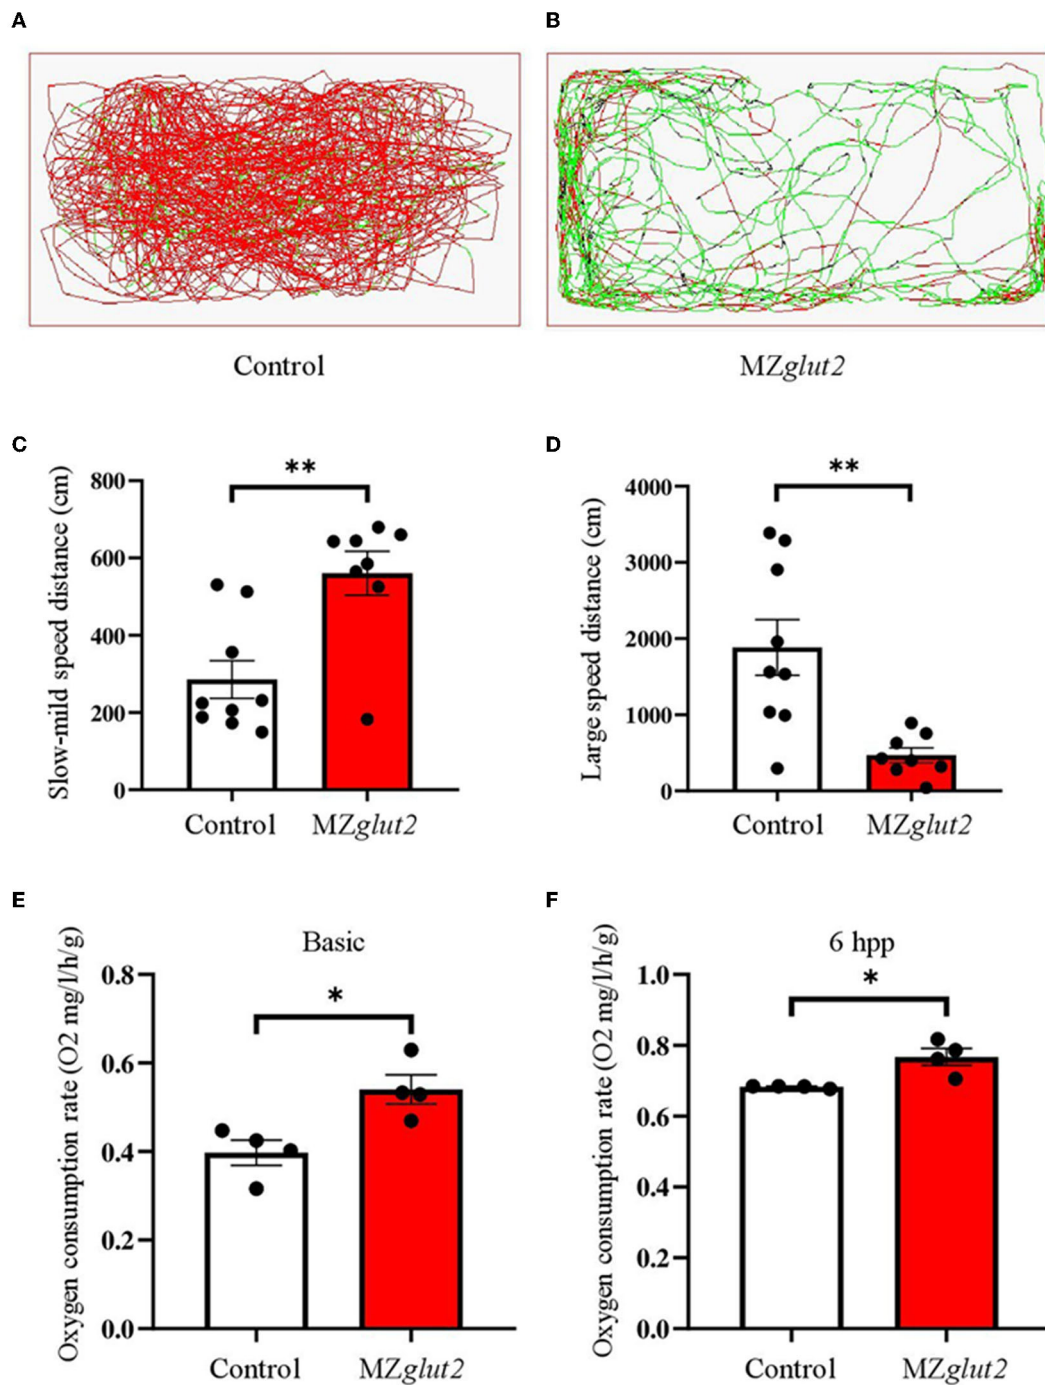 A
B
Control
MZglut2
C
D
Slow-mild speed distance (cm)
800
600
400
200
0
**
Control
MZglut2
Large speed distance (cm)
4000
3000
2000
1000
0
**
Control
MZglut2
E
F
Oxygen consumption rate (O2 mg/l/h/g)
Basic
0.8
0.6
0.4
0.2
0.0
*
Control
MZglut2
Oxygen consumption rate (O2 mg/l/h/g)
6 hpp
1.0
0.8
0.6
0.4
0.2
0.0
*
Control
MZglut2